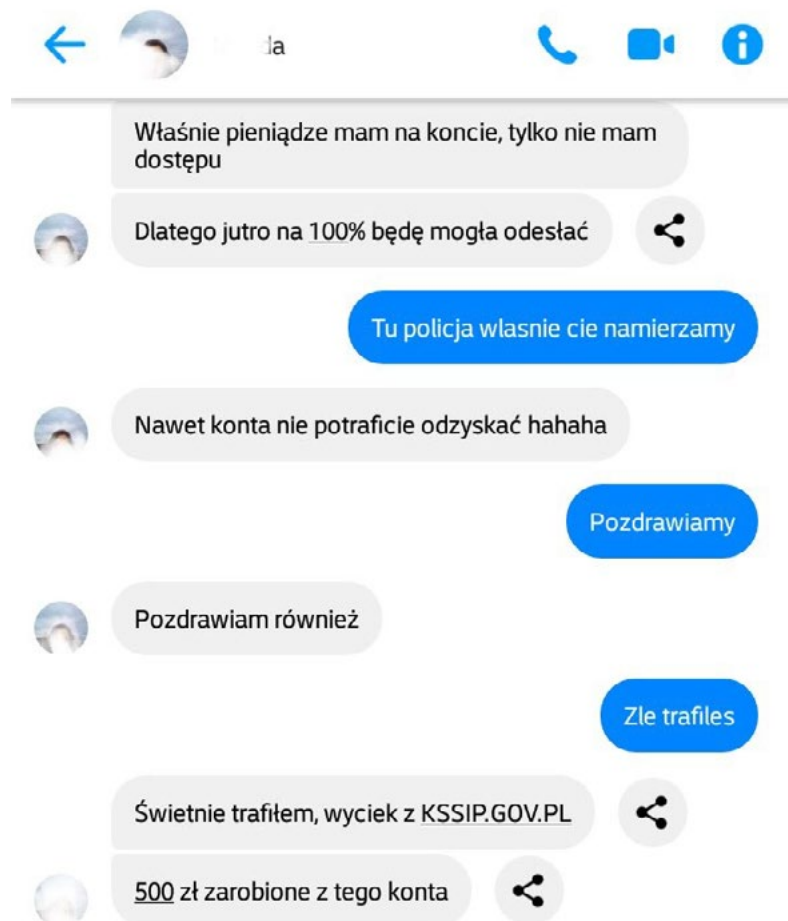 da
Właśnie pieniądze mam na koncie, tylko nie mam
dostępu
Dlatego jutro na 100% będę mogła odesłać
Tu policja wlasnie cie namierzamy
Nawet konta nie potraficie odzyskać hahaha
Pozdrawiamy
Pozdrawiam również
Zle trafiles
Świetnie trafiłem, wyciek z KSSIP.GOV.PL
500 zł zarobione z tego konta